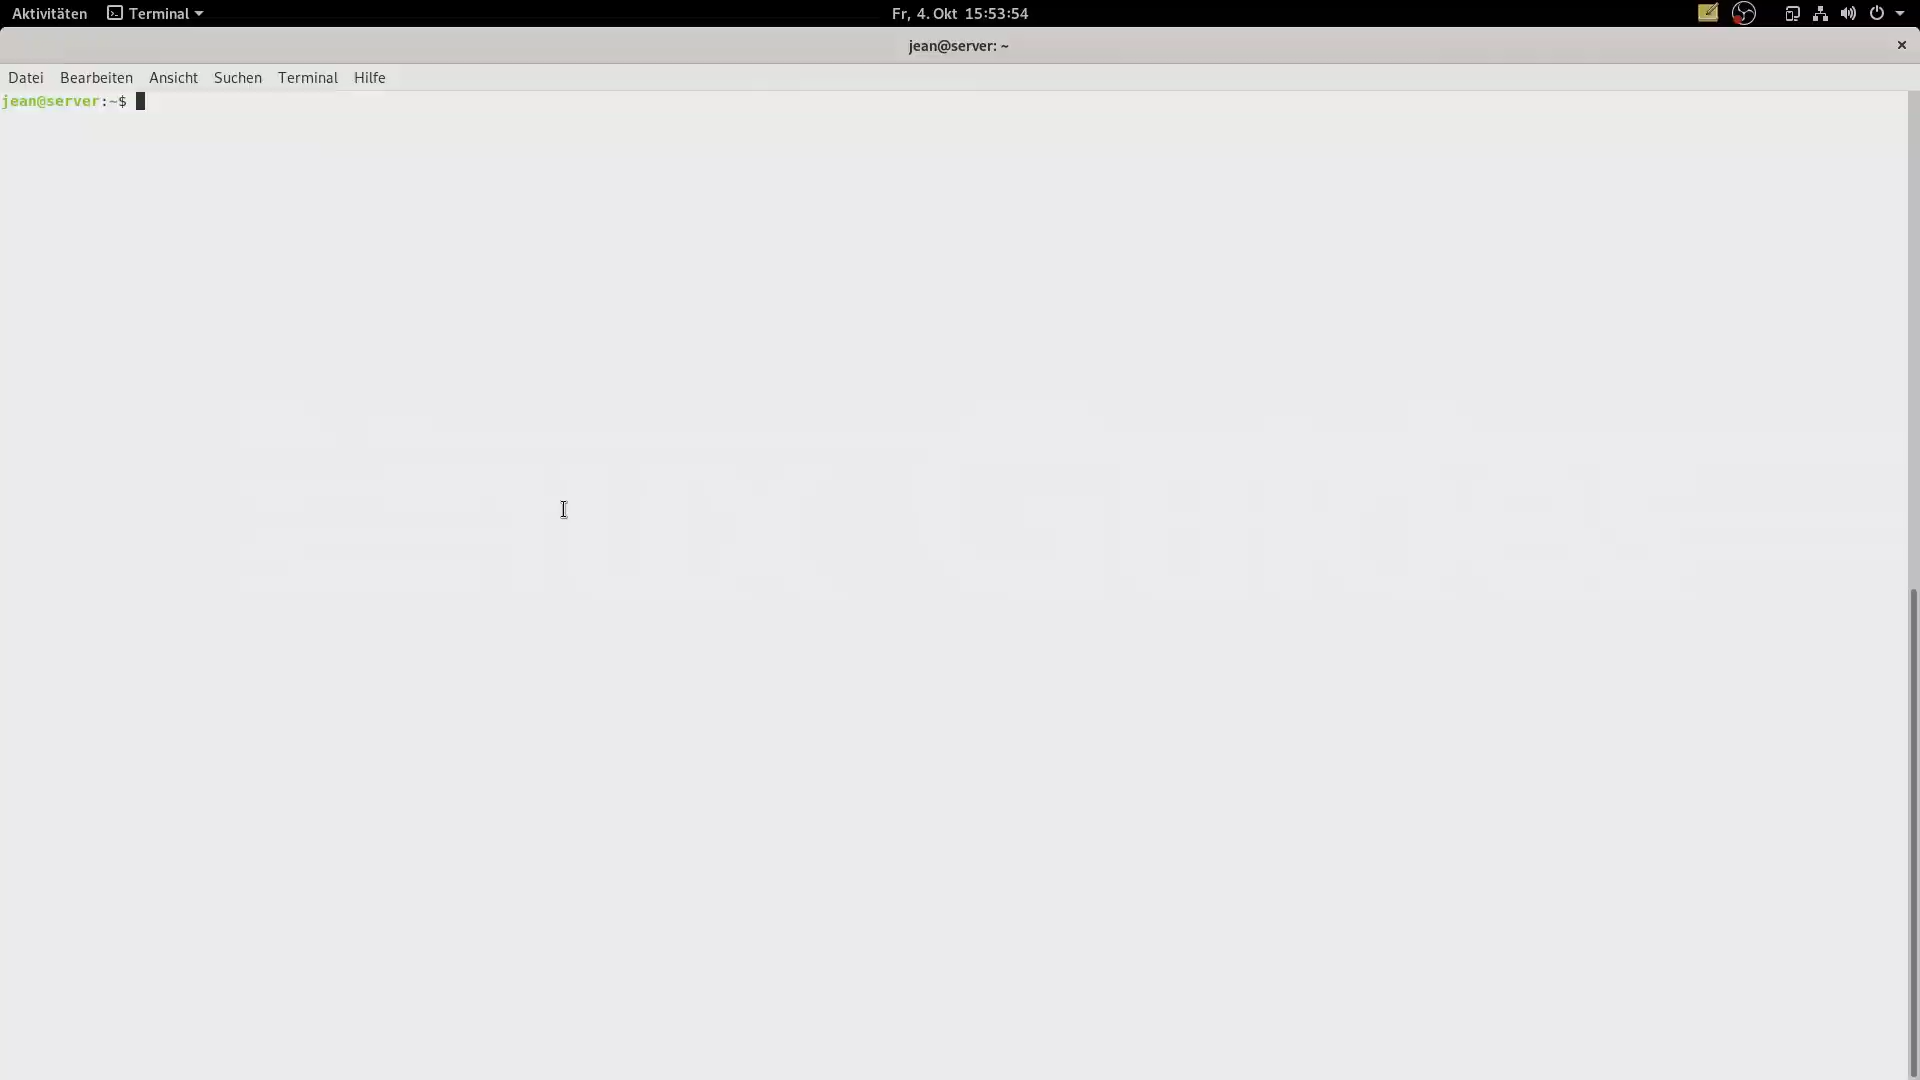 Aktivitäten Terminal Fr, 4. Okt 15:53:54
jean@server: ~
Datei Bearbeiten Ansicht Suchen Terminal Hilfe
jean@server:~$